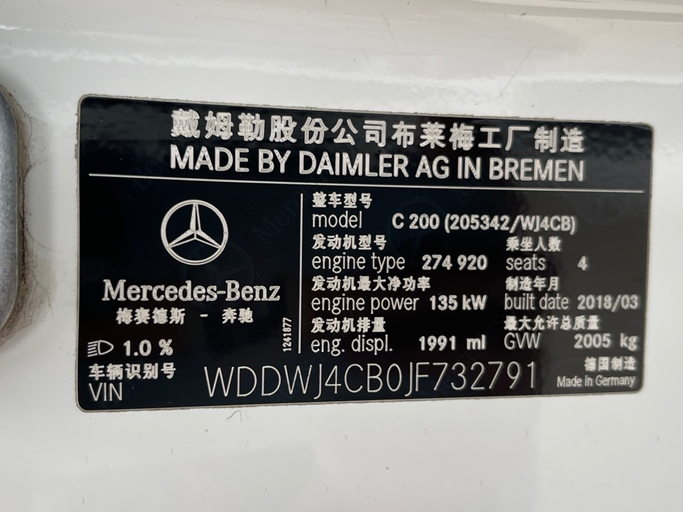 戴姆勒股份公司布莱梅工厂制造
MADE BY DAIMLER AG IN BREMEN
整车型号
model C 200 (205342/WJ4CB)
发动机型号 乘坐人数
engine type 274 920 seats 4
发动机最大净功率 制造年月
engine power 135 kW built date 2018/03
发动机排量 最大允许总质量
eng. displ. 1991 ml GVW 2005 kg
Mercedes-Benz
梅赛德斯 - 奔驰
1241677
1.0 %
车辆识别号
VIN WDDWJ4CB0JF732791
德国制造
Made in Germany